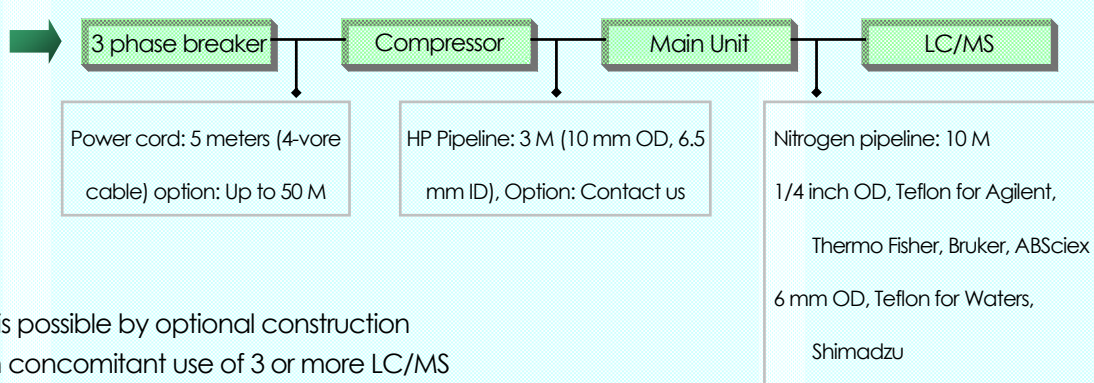 3 phase breaker
Compressor
Main Unit
LC/MS
Power cord: 5 meters (4-vore
cable) option: Up to 50 M
HP Pipeline: 3 M (10 mm OD, 6.5
mm ID), Option: Contact us
Nitrogen pipeline: 10 M
1/4 inch OD, Teflon for Agilent,
Thermo Fisher, Bruker, ABSciex
6 mm OD, Teflon for Waters,
Shimadzu
is possible by optional construction
concomitant use of 3 or more LC/MS